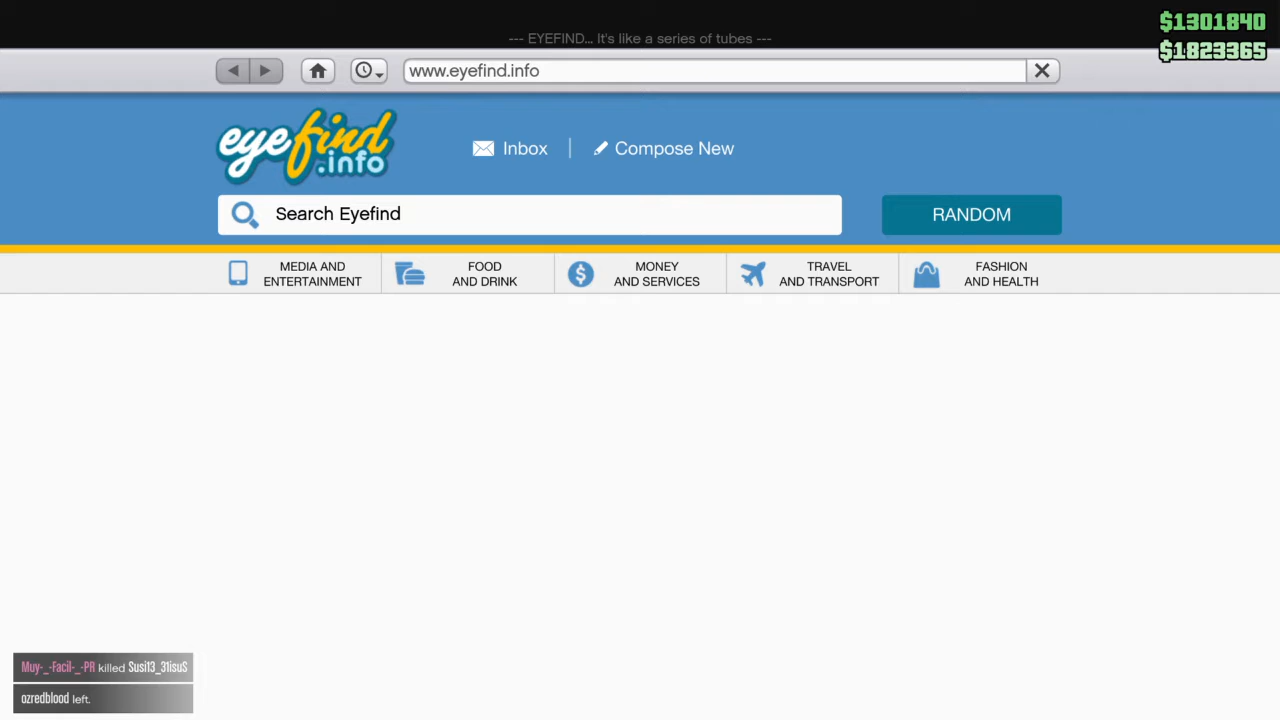 $1301840
--- EYEFIND... It's like a series of tubes ---
$1823365
www.eyefind.info
eyefind
.info
Inbox
Compose New
Search Eyefind
RANDOM
MEDIA AND
ENTERTAINMENT
FOOD
AND DRINK
MONEY
AND SERVICES
TRAVEL
AND TRANSPORT
FASHION
AND HEALTH
Muy-_-Facil-_-PR killed Susi13_31isuS
ozredblood left.